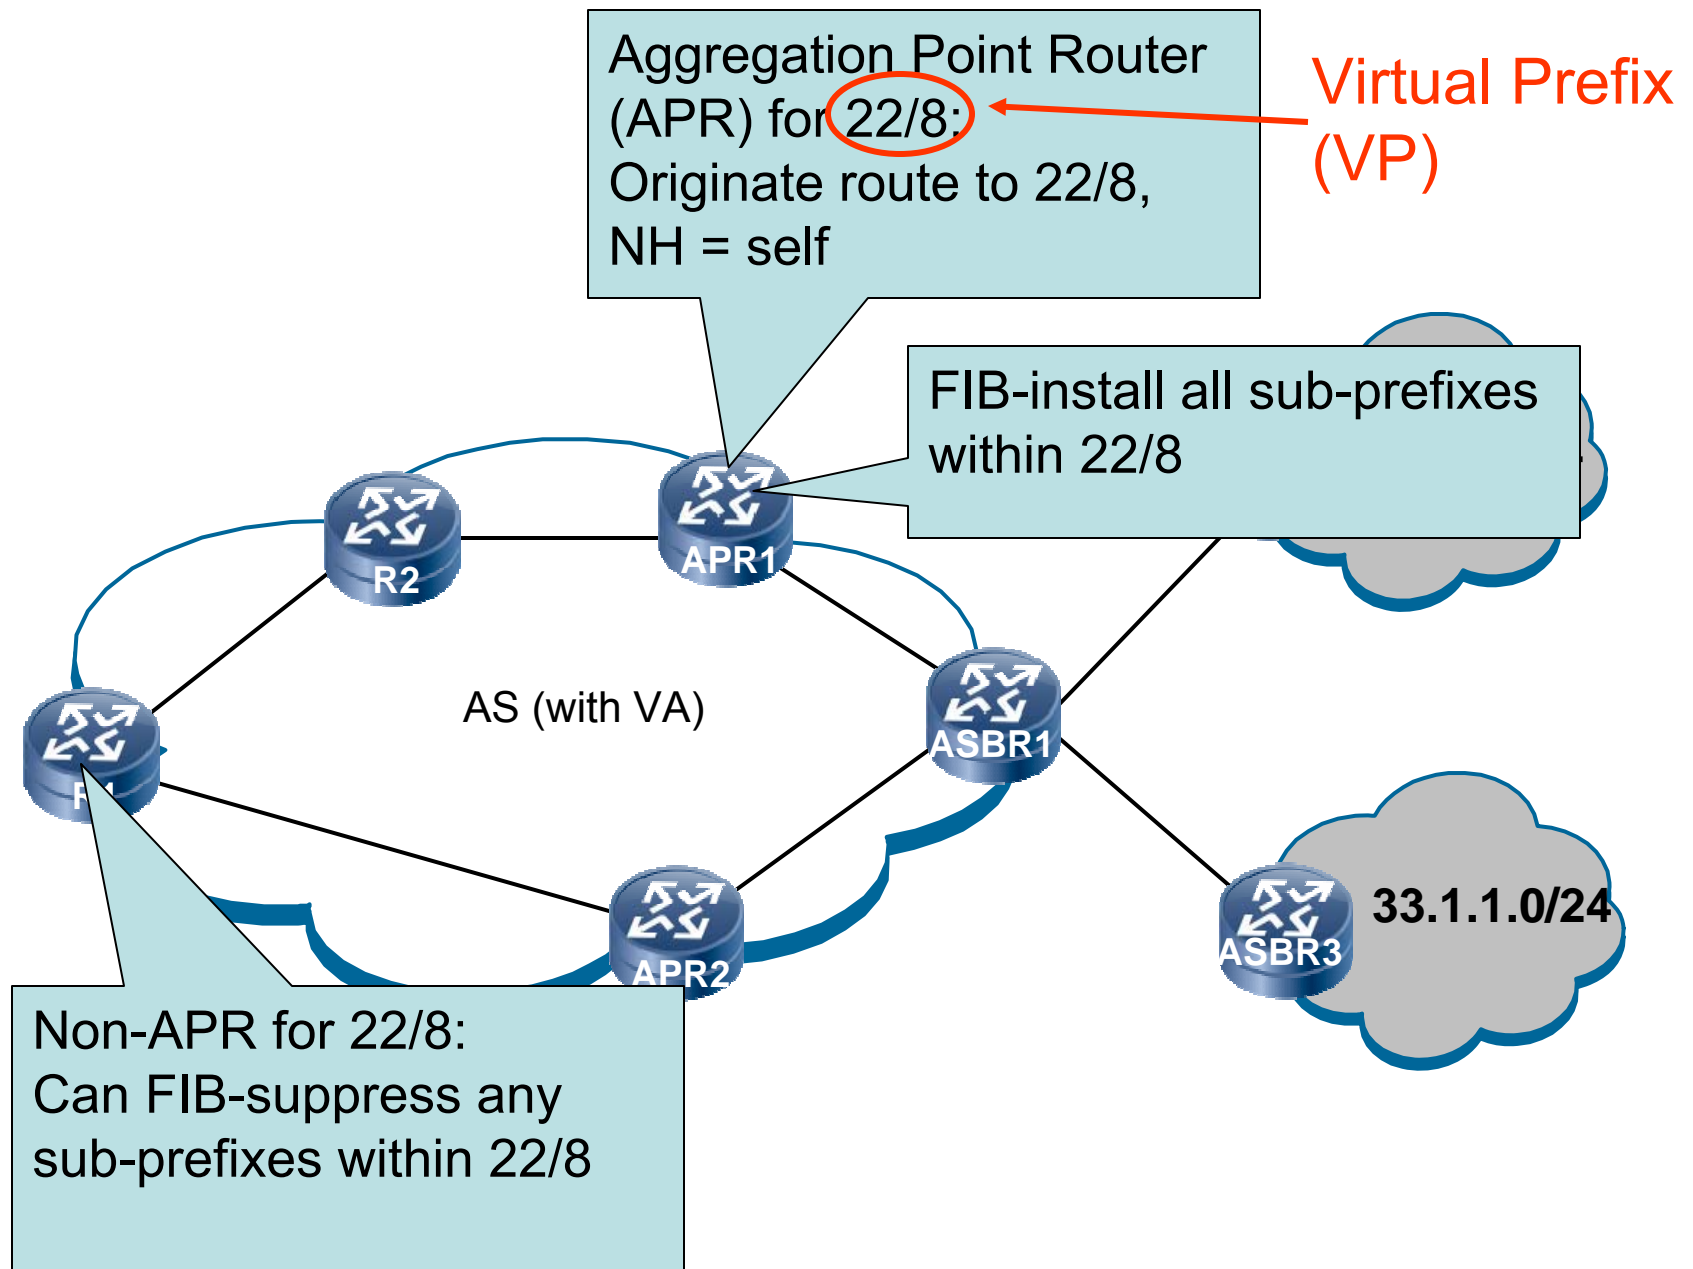 Aggregation Point Router
(APR) for 22/8:
Originate route to 22/8,
NH = self
Virtual Prefix
(VP)
FIB-install all sub-prefixes
within 22/8
R2
APR1
AS (with VA)
ASBR1
R1
APR2
ASBR3
33.1.1.0/24
Non-APR for 22/8:
Can FIB-suppress any
sub-prefixes within 22/8